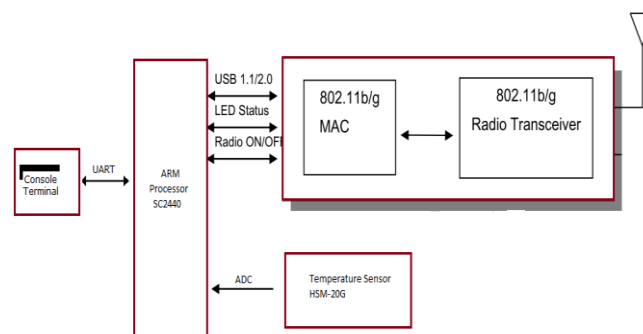 USB 1.1/2.0
LED Status
Radio ON/OFF
802.11b/g
MAC
802.11b/g
Radio Transceiver
Console
Terminal
UART
ARM
Processor
SC2440
ADC
Temperature Sensor
HSM-20G